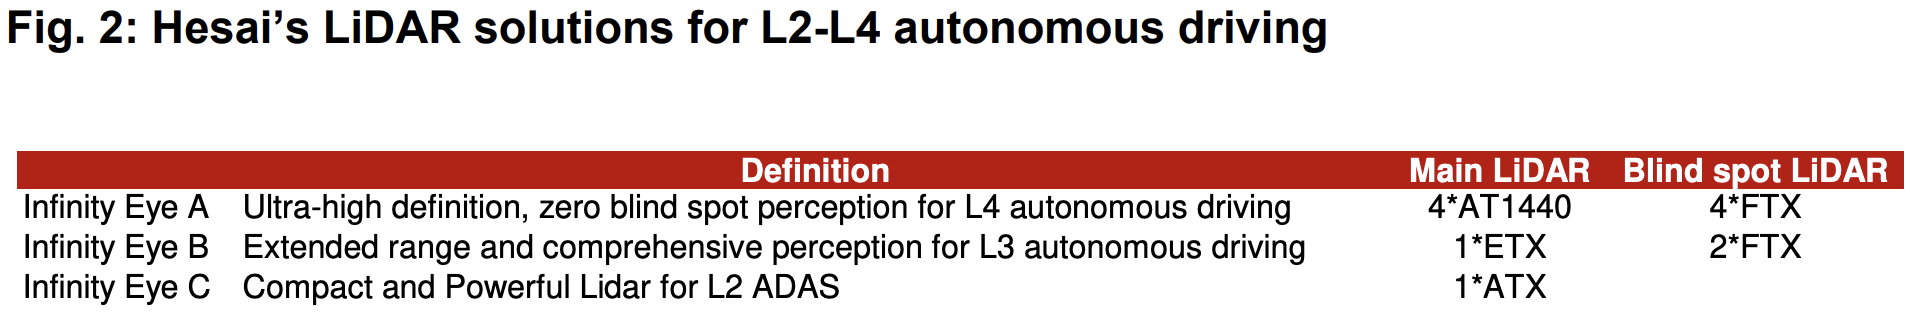 Fig. 2: Hesai’s LiDAR solutions for L2-L4 autonomous driving
Definition Main LiDAR Blind spot LiDAR
Infinity Eye A Ultra-high definition, zero blind spot perception for L4 autonomous driving 4*AT1440 4*FTX
Infinity Eye B Extended range and comprehensive perception for L3 autonomous driving 1*ETX 2*FTX
Infinity Eye C Compact and Powerful Lidar for L2 ADAS 1*ATX